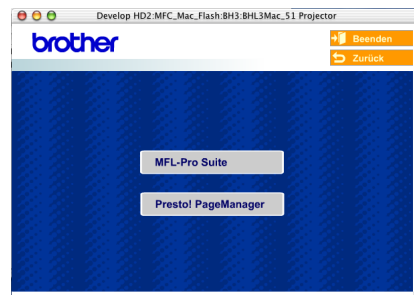 Develop HD2:MFC_Mac_Flash:BH3:BHL3Mac_51 Projector
brother
Beenden
Zurück
MFL-Pro Suite
Presto! PageManager